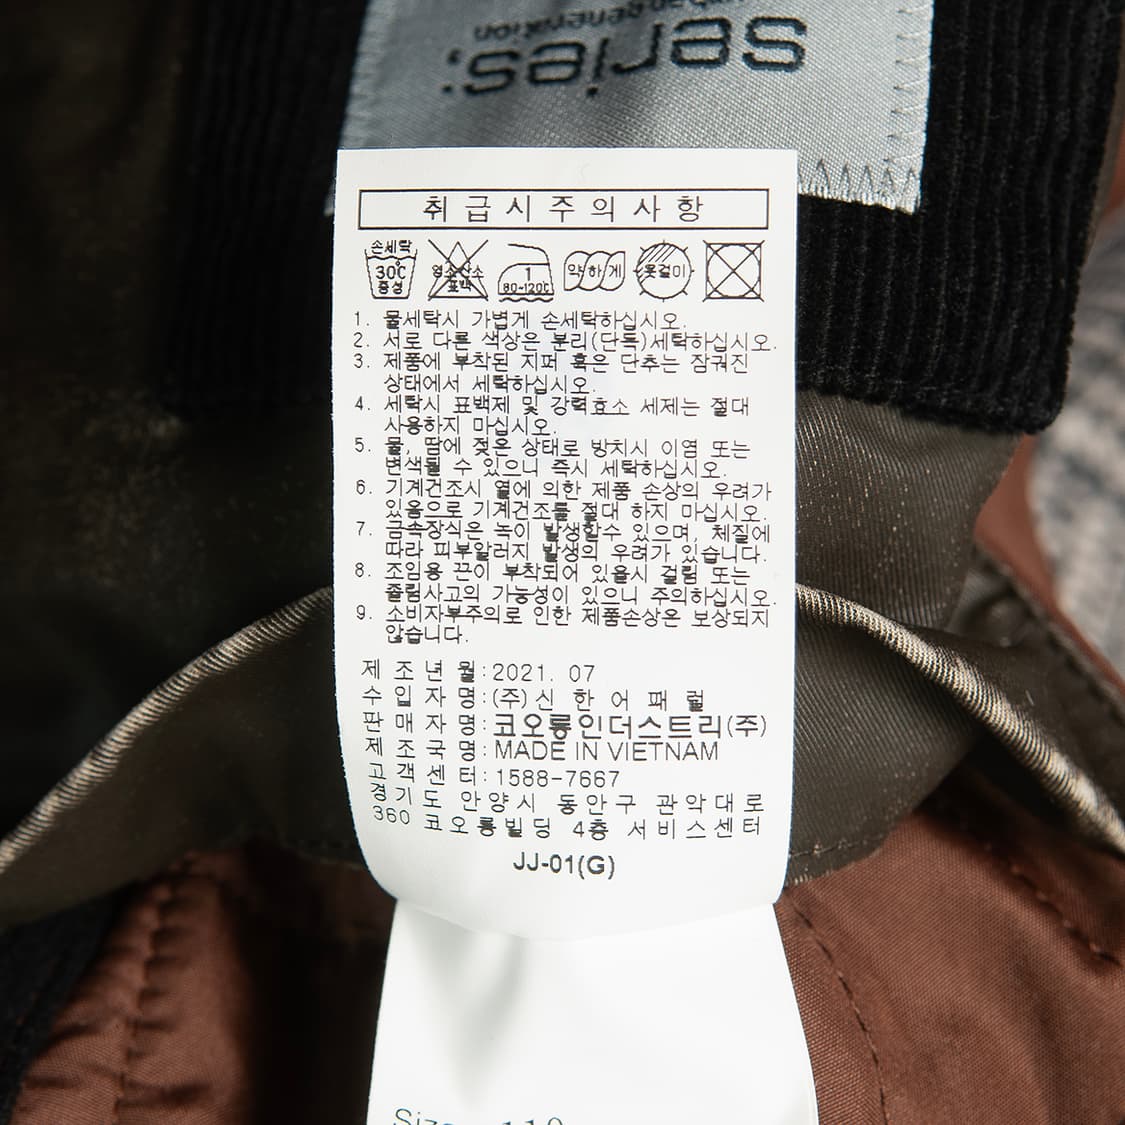 series;
urban generation
취급시주의사항
손세탁
30℃
중성
염소산소
표백
1
80-120℃
약하게
옷걸이
1. 물세탁시 가볍게 손세탁하십시오.
2. 서로 다른 색상은 분리(단독)세탁하십시오.
3. 제품에 부착된 지퍼 혹은 단추는 잠궈진
상태에서 세탁하십시오.
4. 세탁시 표백제 및 강력효소 세제는 절대
사용하지 마십시오.
5. 물, 땀에 젖은 상태로 방치시 이염 또는
변색될 수 있으니 즉시 세탁하십시오.
6. 기계건조시 열에 의한 제품 손상의 우려가
있음으로 기계건조를 절대 하지 마십시오.
7. 금속장식은 녹이 발생할수 있으며, 체질에
따라 피부알러지 발생의 우려가 있습니다.
8. 조임용 끈이 부착되어 있을시 걸림 또는
졸림사고의 가능성이 있으니 주의하십시오.
9. 소비자부주의로 인한 제품손상은 보상되지
않습니다.
제조년월:2021. 07
수입자명:(주)신한어패럴
판매자명:코오롱인더스트리(주)
제조국명:MADE IN VIETNAM
고객센터:1588-7667
경기도 안양시 동안구 관악대로
360 코오롱빌딩 4층 서비스센터
JJ-01(G)
Size 110